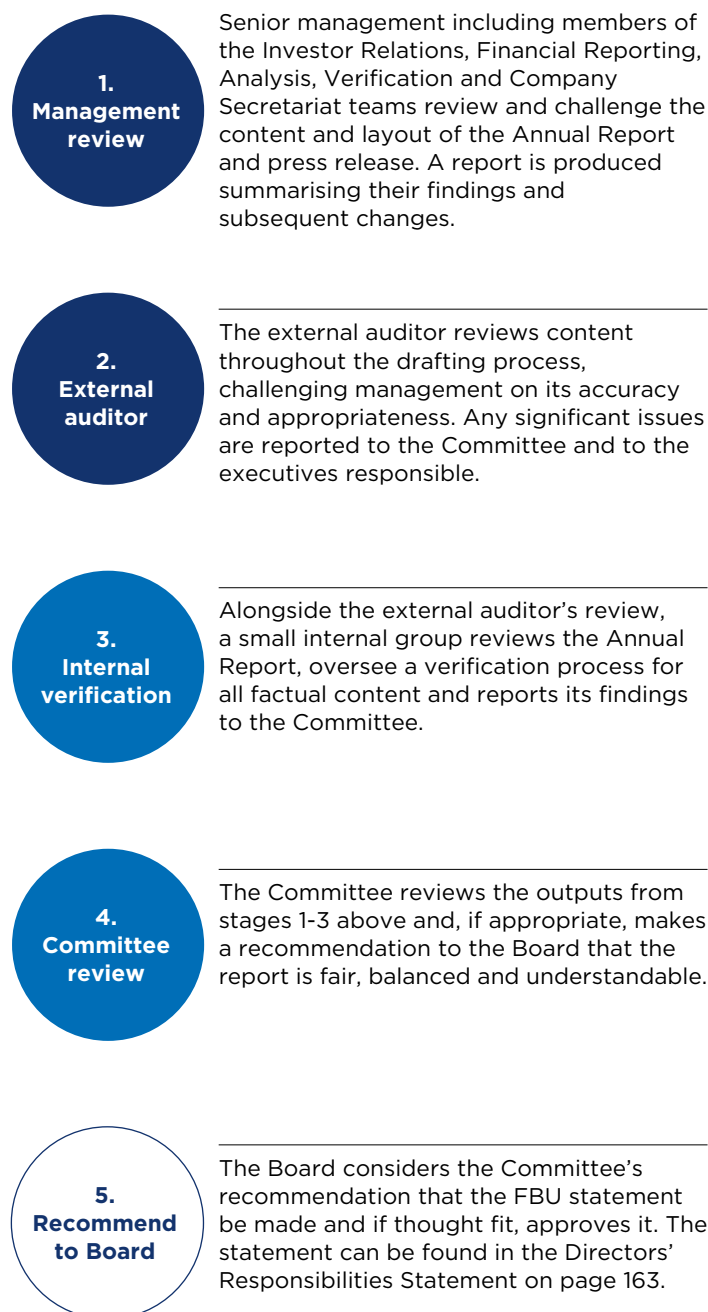 1.
Management
review
Senior management including members of
the Investor Relations, Financial Reporting,
Analysis, Verification and Company
Secretariat teams review and challenge the
content and layout of the Annual Report
and press release. A report is produced
summarising their findings and
subsequent changes.
2.
External
auditor
The external auditor reviews content
throughout the drafting process,
challenging management on its accuracy
and appropriateness. Any significant issues
are reported to the Committee and to the
executives responsible.
3.
Internal
verification
Alongside the external auditor’s review,
a small internal group reviews the Annual
Report, oversee a verification process for
all factual content and reports its findings
to the Committee.
4.
Committee
review
The Committee reviews the outputs from
stages 1-3 above and, if appropriate, makes
a recommendation to the Board that the
report is fair, balanced and understandable.
5.
Recommend
to Board
The Board considers the Committee’s
recommendation that the FBU statement
be made and if thought fit, approves it. The
statement can be found in the Directors’
Responsibilities Statement on page 163.